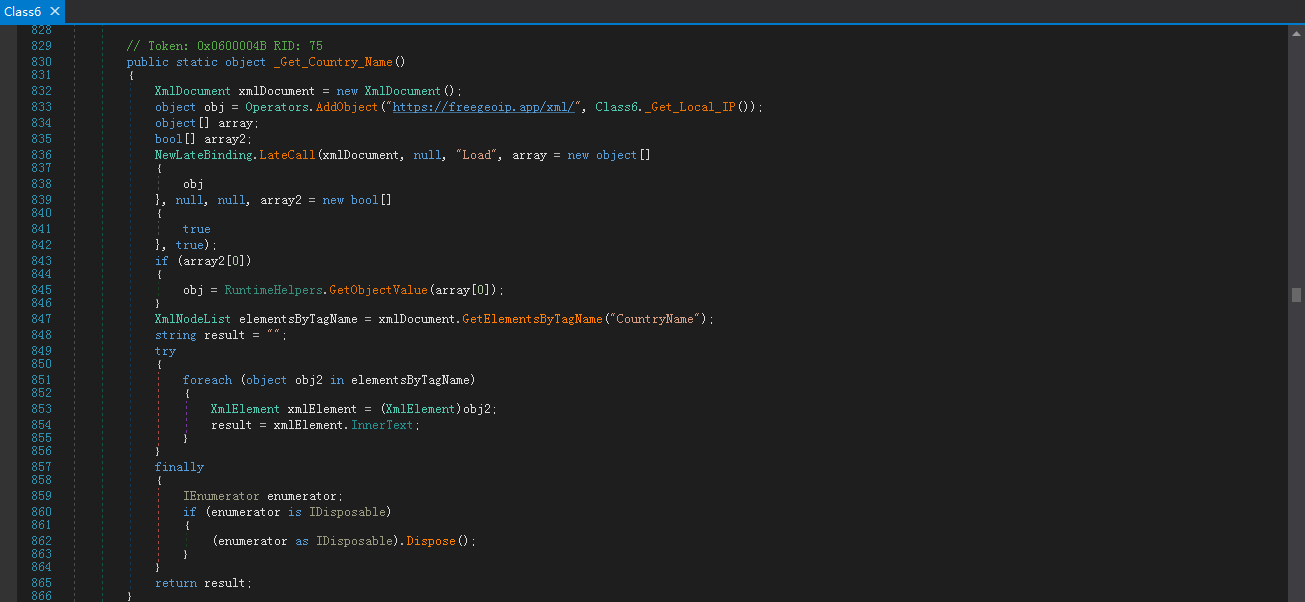 Class6 ✕
828
829 // Token: 0x0600004B RID: 75
830 public static object _Get_Country_Name()
831 {
832 XmlDocument xmlDocument = new XmlDocument();
833 object obj = Operators.AddObject("https://freegeoip.app/xml/", Class6._Get_Local_IP());
834 object[] array;
835 bool[] array2;
836 NewLateBinding.LateCall(xmlDocument, null, "Load", array = new object[]
837 {
838 obj
839 }, null, null, array2 = new bool[]
840 {
841 true
842 }, true);
843 if (array2[0])
844 {
845 obj = RuntimeHelpers.GetObjectValue(array[0]);
846 }
847 XmlNodeList elementsByTagName = xmlDocument.GetElementsByTagName("CountryName");
848 string result = "";
849 try
850 {
851 foreach (object obj2 in elementsByTagName)
852 {
853 XmlElement xmlElement = (XmlElement)obj2;
854 result = xmlElement.InnerText;
855 }
856 }
857 finally
858 {
859 IEnumerator enumerator;
860 if (enumerator is IDisposable)
861 {
862 (enumerator as IDisposable).Dispose();
863 }
864 }
865 return result;
866 }